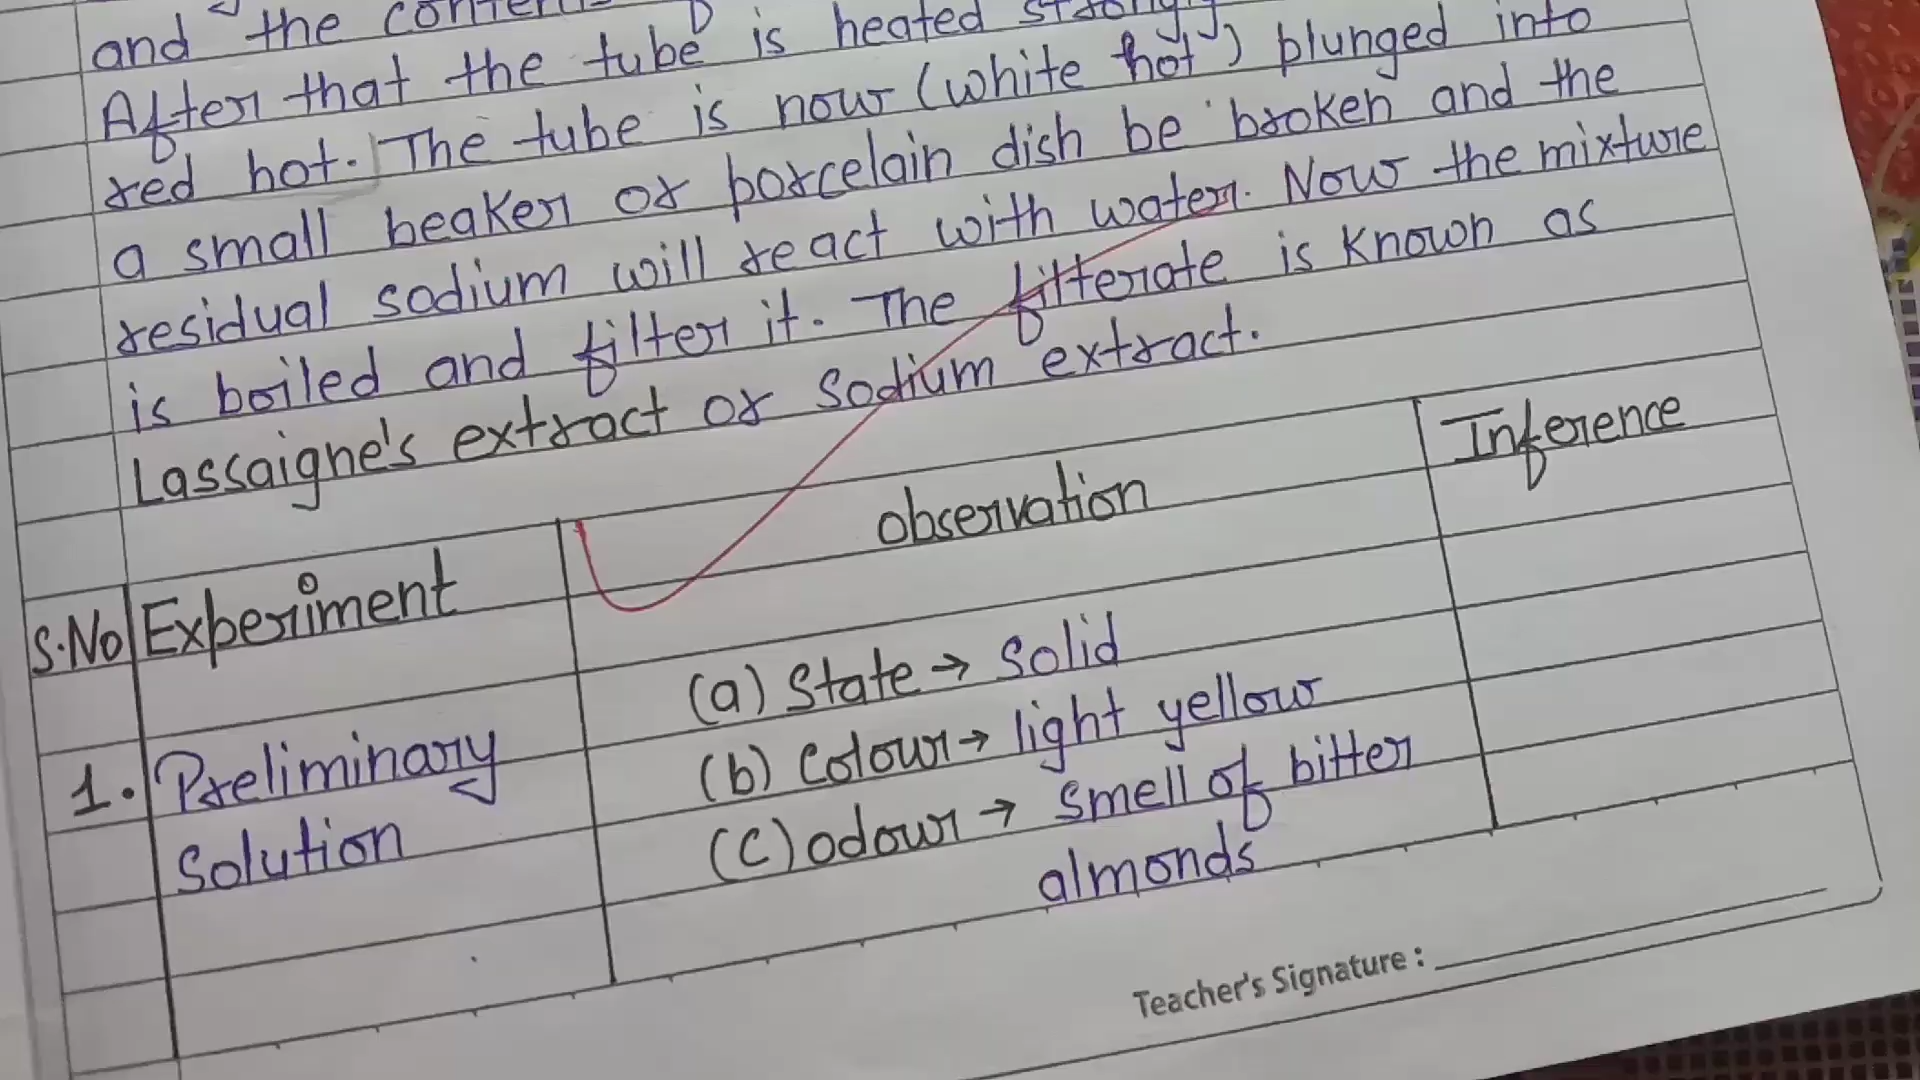 and the conten
After that the tube is heated strongly
red hot. The tube is now (white hot) plunged into
a small beaker or porcelain dish be broken and the
residual sodium will react with water. Now the mixture
is boiled and filter it. The filterate is known as
Lassaigne's extract or sodium extract.
S.No Experiment observation Inference
1. Preliminary Solution
(a) State → Solid
(b) Colour → light yellow
(c) odour → smell of bitter
almonds
Teacher's Signature :